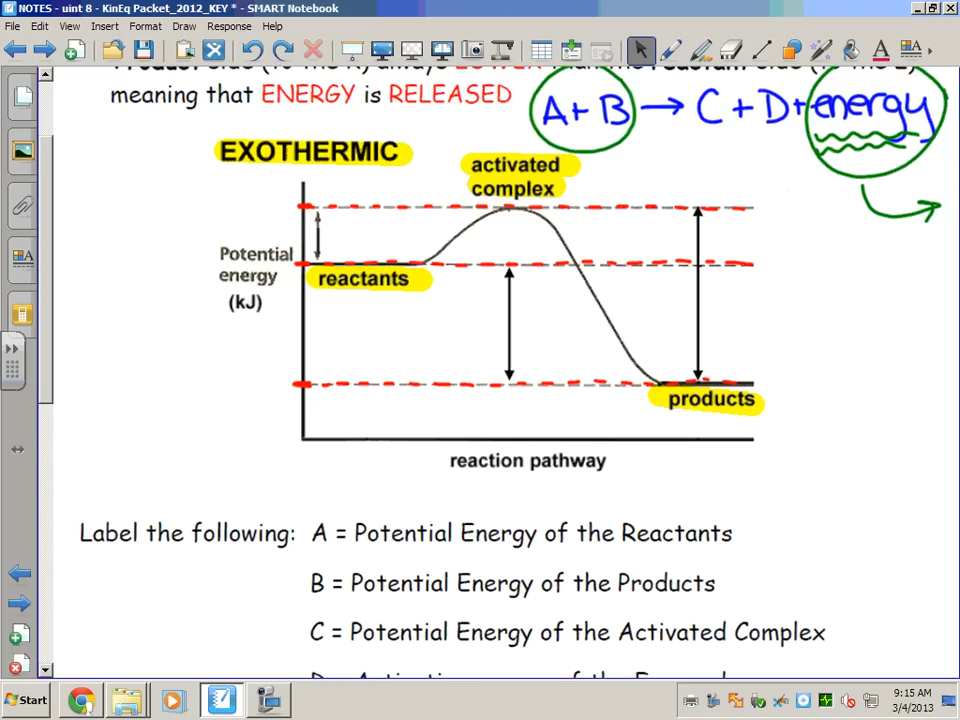 NOTES - uint 8 - KinEq Packet_2012_KEY * - SMART Notebook
File Edit View Insert Format Draw Response Help
meaning that ENERGY is RELEASED
A + B → C + D + energy
EXOTHERMIC
activated
complex
Potential
energy
(kJ)
reactants
products
reaction pathway
Label the following: A = Potential Energy of the Reactants
B = Potential Energy of the Products
C = Potential Energy of the Activated Complex
Start
9:15 AM
3/4/2013